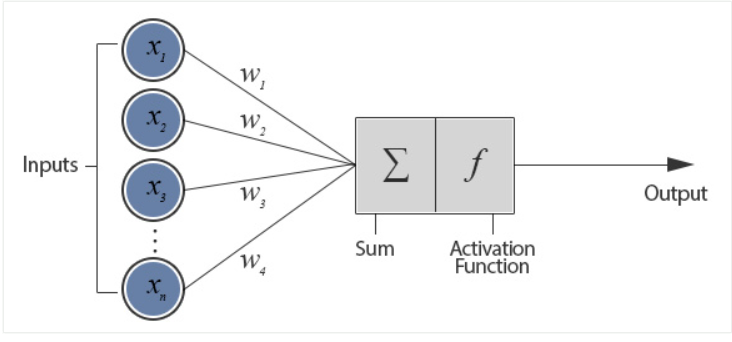 x₁
w₁
x₂
w₂
Inputs
x₃
w₃
⋮
xₙ
w₄
∑
f
Sum
Activation
Function
Output